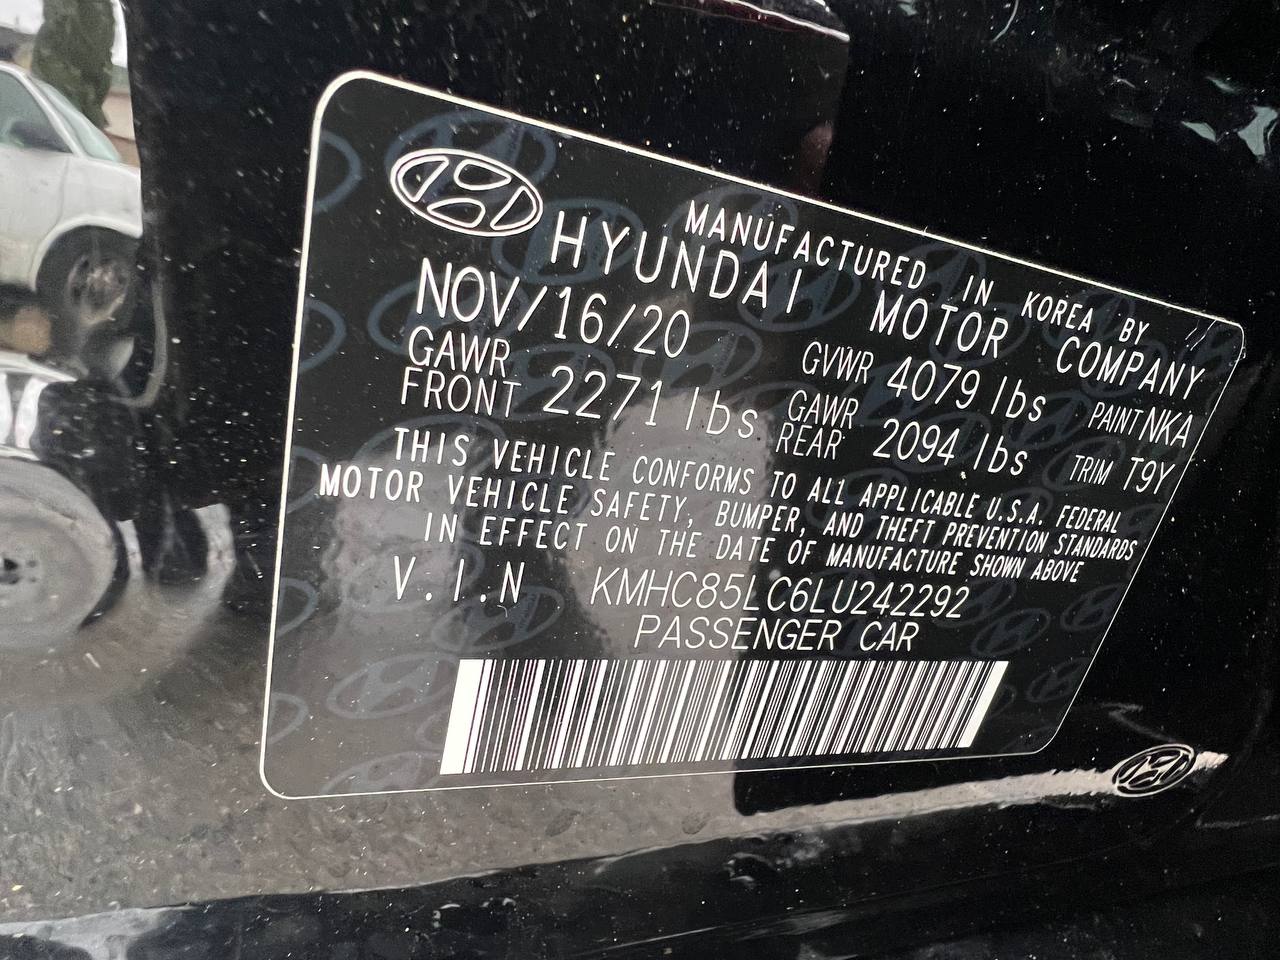 MANUFACTURED IN KOREA BY
HYUNDAI MOTOR COMPANY
NOV/16/20 GVWR 4079 lbs PAINT NKA
GAWR FRONT 2271 lbs GAWR REAR 2094 lbs TRIM T9Y
THIS VEHICLE CONFORMS TO ALL APPLICABLE U.S.A. FEDERAL
MOTOR VEHICLE SAFETY, BUMPER, AND THEFT PREVENTION STANDARDS
IN EFFECT ON THE DATE OF MANUFACTURE SHOWN ABOVE
V.I.N KMHC85LC6LU242292
PASSENGER CAR